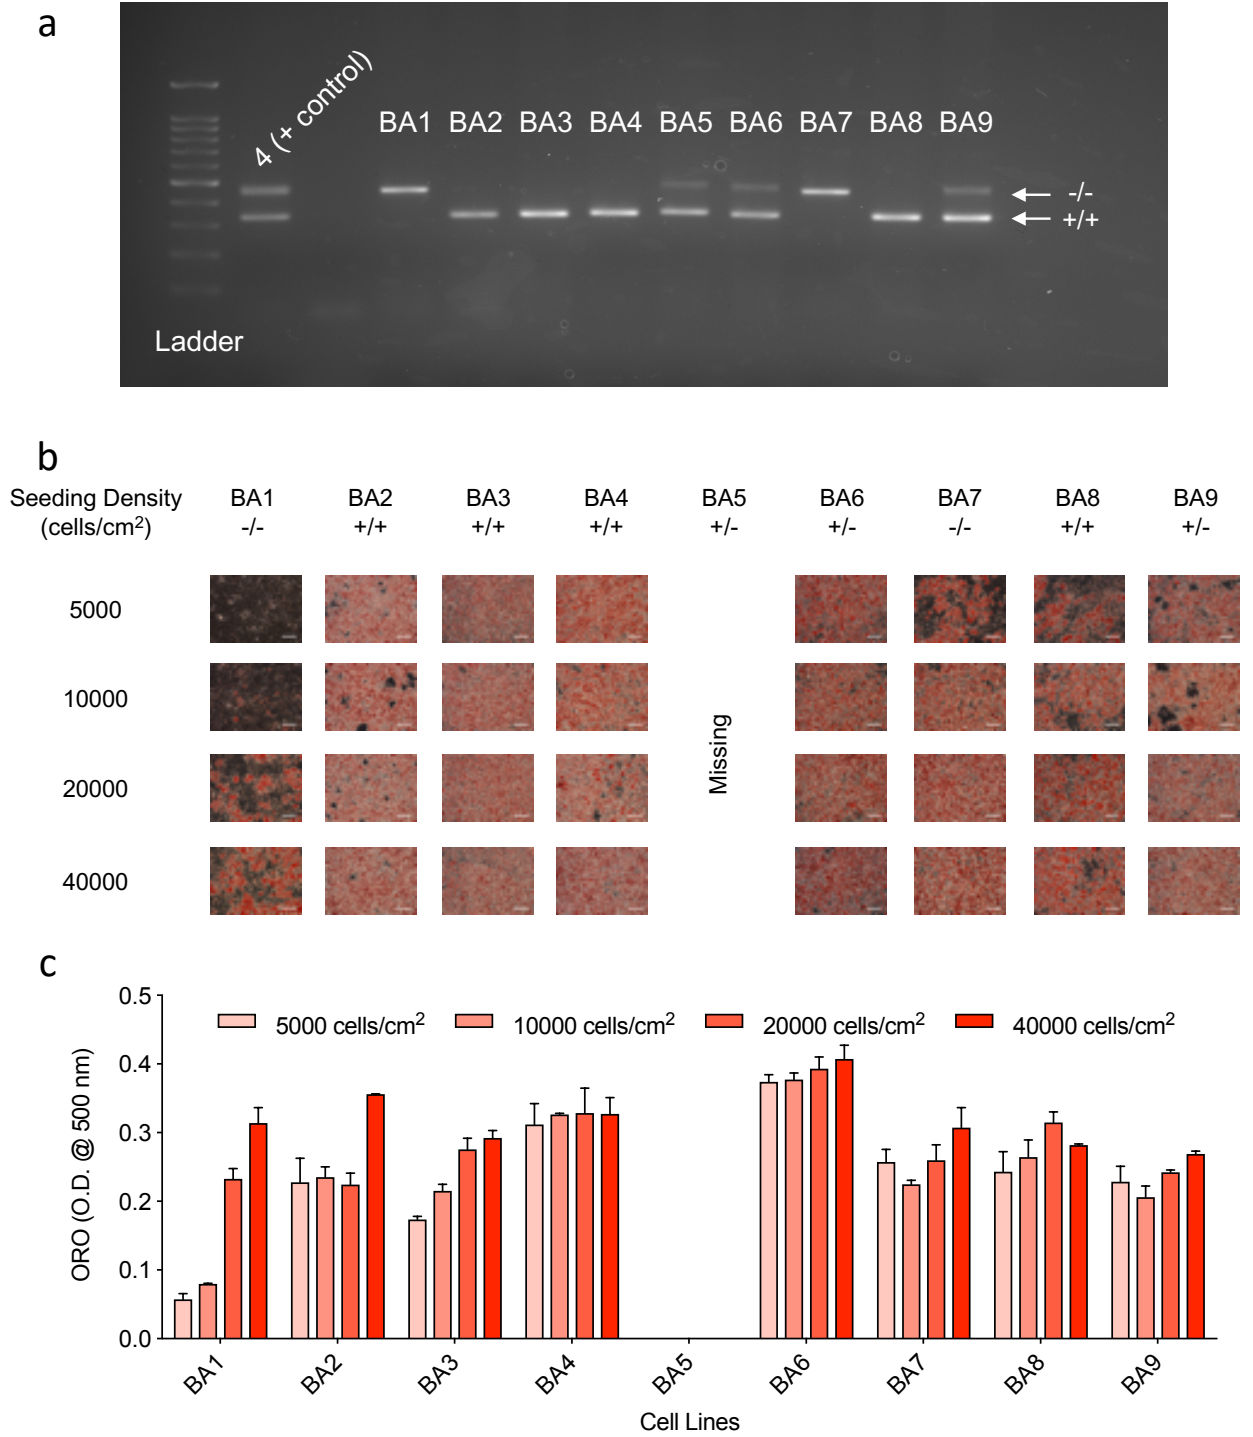 a
4 (+ control)
BA1 BA2 BA3 BA4 BA5 BA6 BA7 BA8 BA9
-/-
+/+
Ladder
b
Seeding Density (cells/cm²)
BA1 BA2 BA3 BA4 BA5 BA6 BA7 BA8 BA9
-/- +/+ +/+ +/+ +/- +/- -/- +/+ +/-
5000
10000
Missing
20000
40000
c
0.5
5000 cells/cm² 10000 cells/cm² 20000 cells/cm² 40000 cells/cm²
0.4
0.3
0.2
0.1
0.0
ORO (O.D. @ 500 nm)
BA1 BA2 BA3 BA4 BA5 BA6 BA7 BA8 BA9
Cell Lines